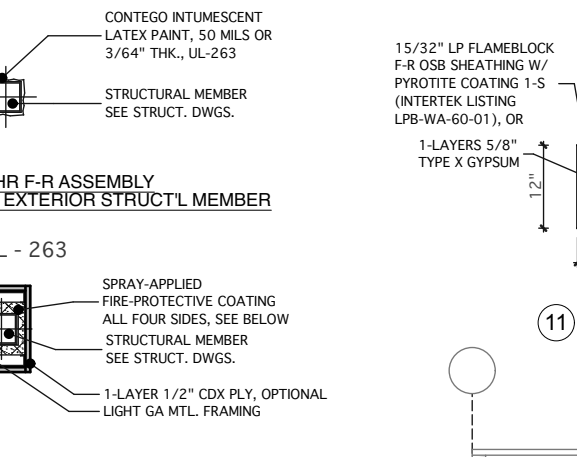 CONTEGO INTUMESCENT
LATEX PAINT, 50 MILS OR
3/64" THK., UL-263
STRUCTURAL MEMBER
SEE STRUCT. DWGS.
HR F-R ASSEMBLY
EXTERIOR STRUCT'L MEMBER
L - 263
SPRAY-APPLIED
FIRE-PROTECTIVE COATING
ALL FOUR SIDES, SEE BELOW
STRUCTURAL MEMBER
SEE STRUCT. DWGS.
1-LAYER 1/2" CDX PLY, OPTIONAL
LIGHT GA MTL. FRAMING
15/32" LP FLAMEBLOCK
F-R OSB SHEATHING W/
PYROTITE COATING 1-S
(INTERTEK LISTING
LPB-WA-60-01), OR
1-LAYERS 5/8"
TYPE X GYPSUM
12"
11